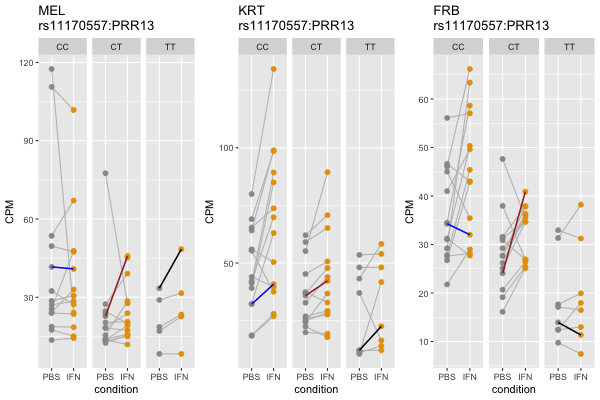 MEL
rs11170557:PRR13
CC CT TT
CPM
120
90
60
30
PBS IFN PBS IFN PBS IFN
condition
KRT
rs11170557:PRR13
CC CT TT
CPM
100
50
PBS IFN PBS IFN PBS IFN
condition
FRB
rs11170557:PRR13
CC CT TT
CPM
60
50
40
30
20
10
PBS IFN PBS IFN PBS IFN
condition